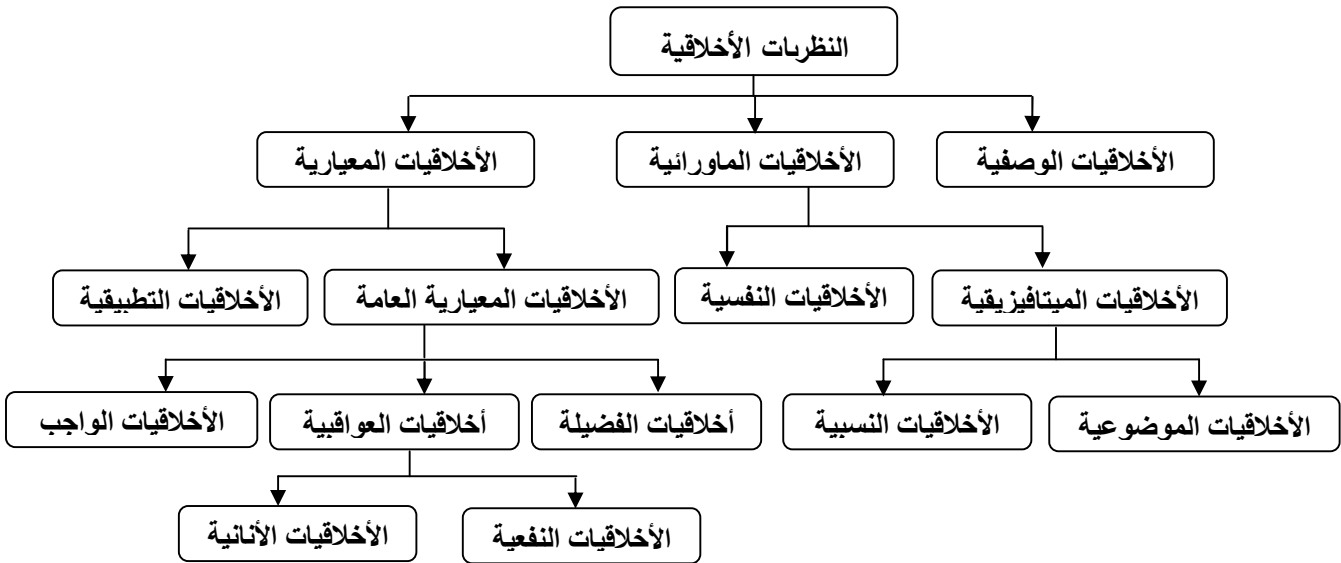 النظريات الأخلاقية
الأخلاقيات الوصفية
الأخلاقيات الماورائية
الأخلاقيات المعيارية
الأخلاقيات الميتافيزيقية
الأخلاقيات النفسية
الأخلاقيات المعيارية العامة
الأخلاقيات التطبيقية
الأخلاقيات الموضوعية
الأخلاقيات النسبية
أخلاقيات الفضيلة
أخلاقيات العواقبية
الأخلاقيات الواجب
الأخلاقيات النفعية
الأخلاقيات الأنانية